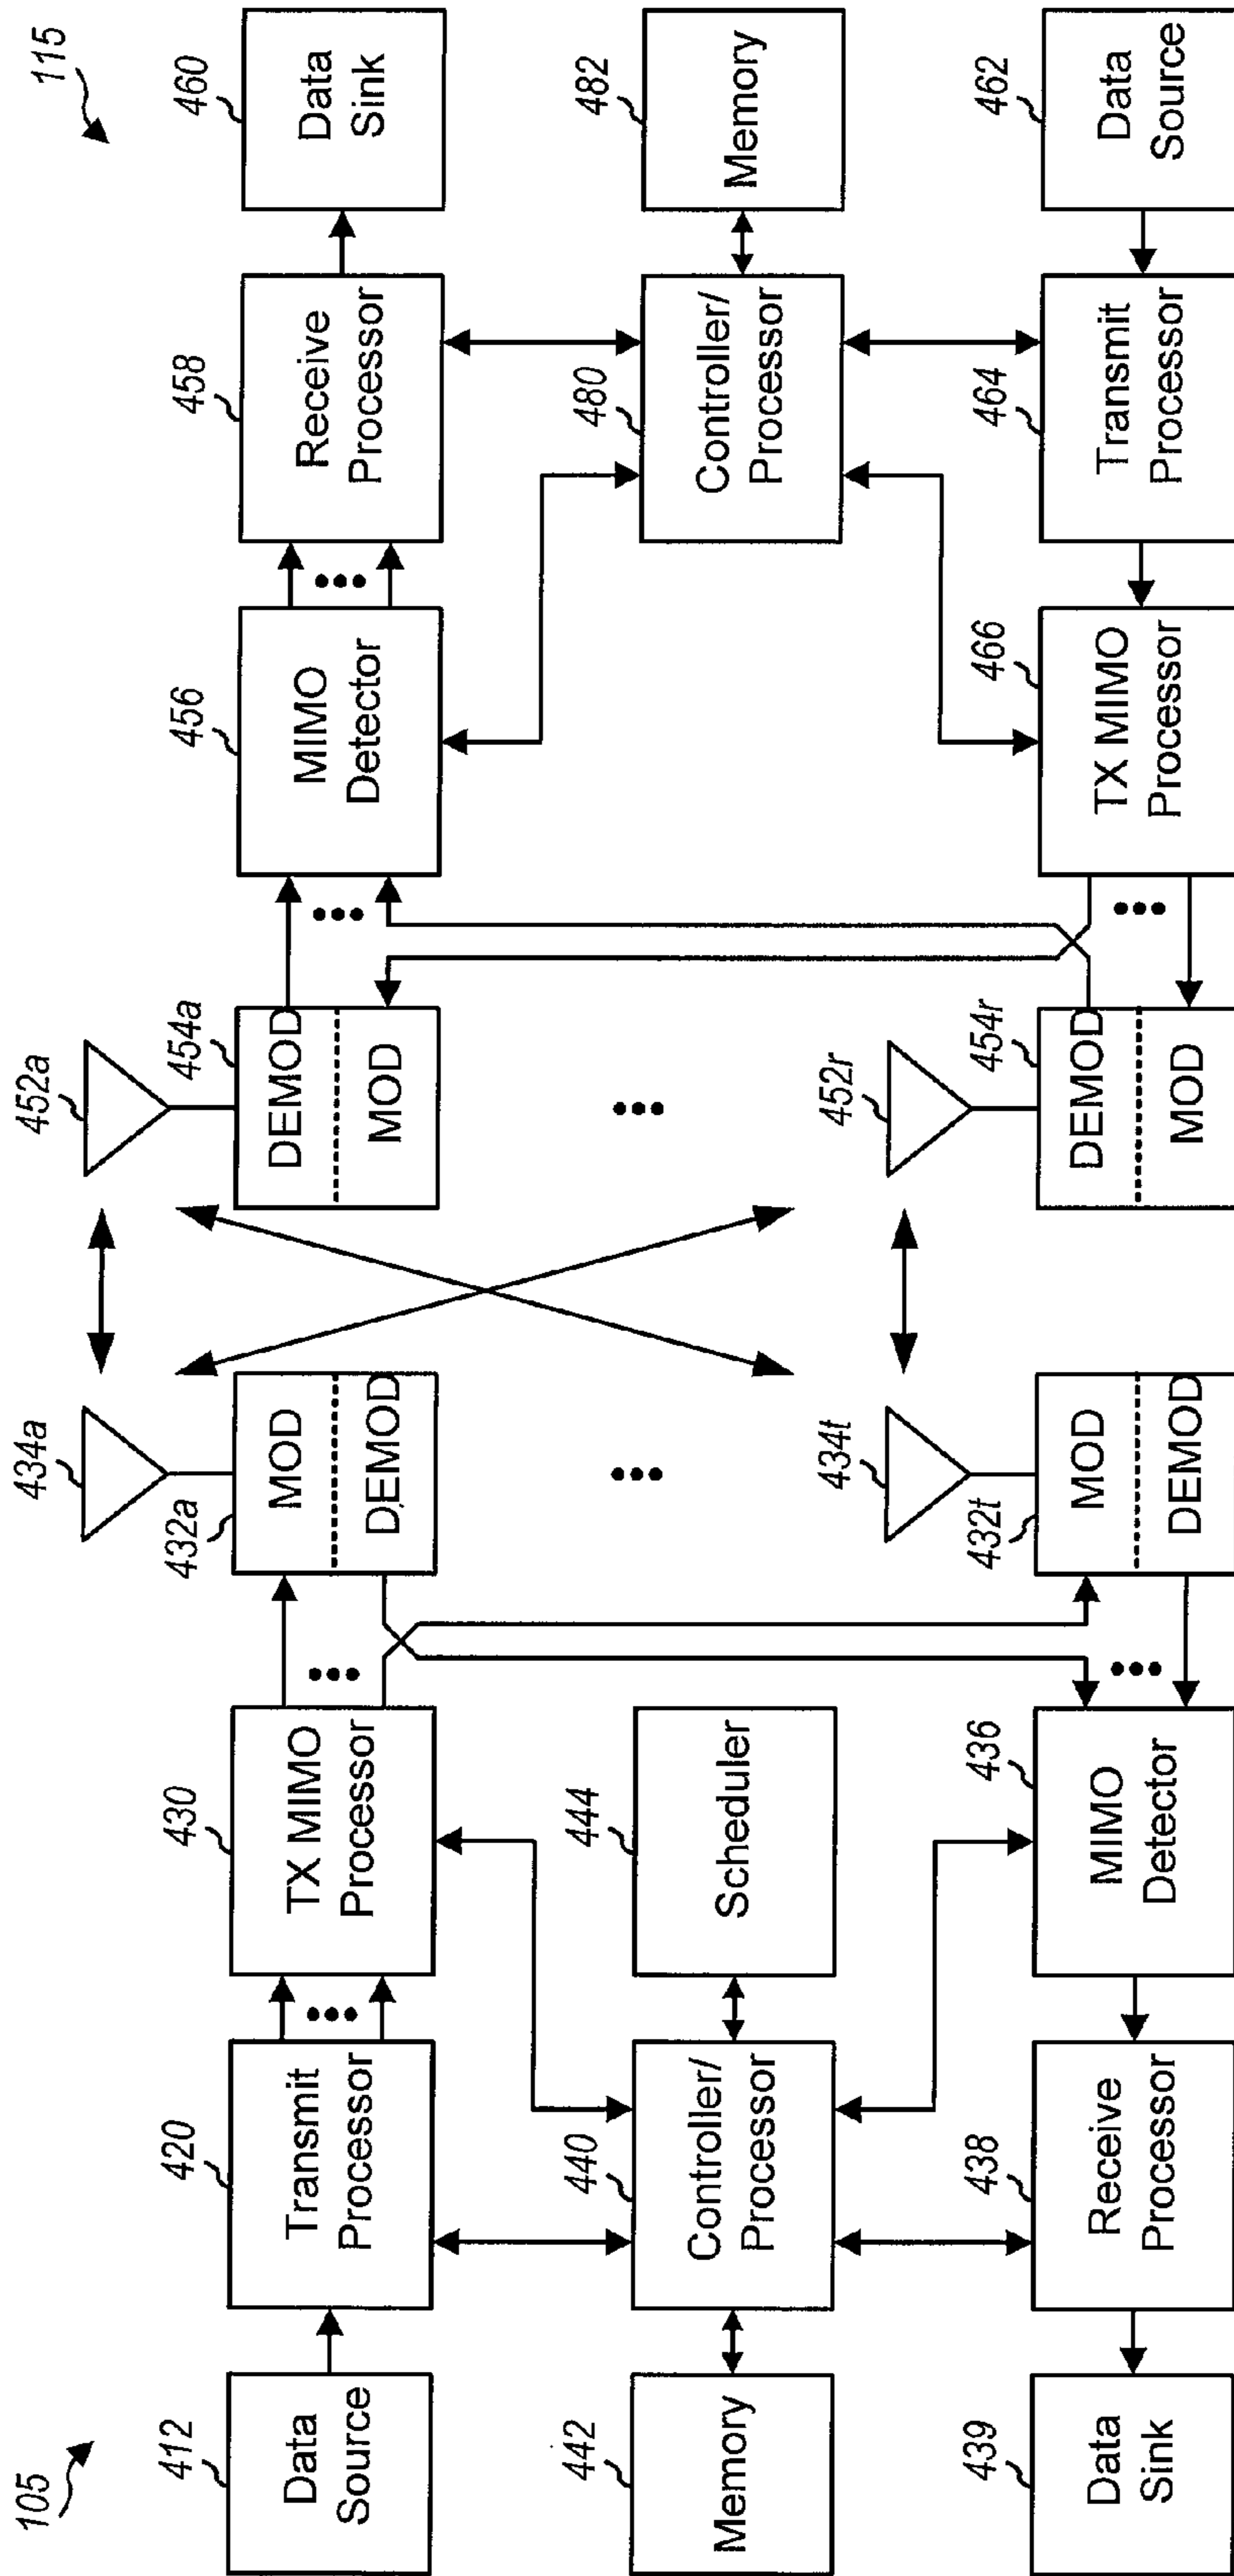 105
115
412
Data
Source
420
Transmit
Processor
430
TX MIMO
Processor
432a
MOD
DEMOD
434a
452a
454a
DEMOD
MOD
456
MIMO
Detector
458
Receive
Processor
460
Data
Sink
442
Memory
440
Controller/
Processor
444
Scheduler
480
Controller/
Processor
482
Memory
439
Data
Sink
438
Receive
Processor
436
MIMO
Detector
432t
MOD
DEMOD
434t
452r
454r
DEMOD
MOD
466
TX MIMO
Processor
464
Transmit
Processor
462
Data
Source